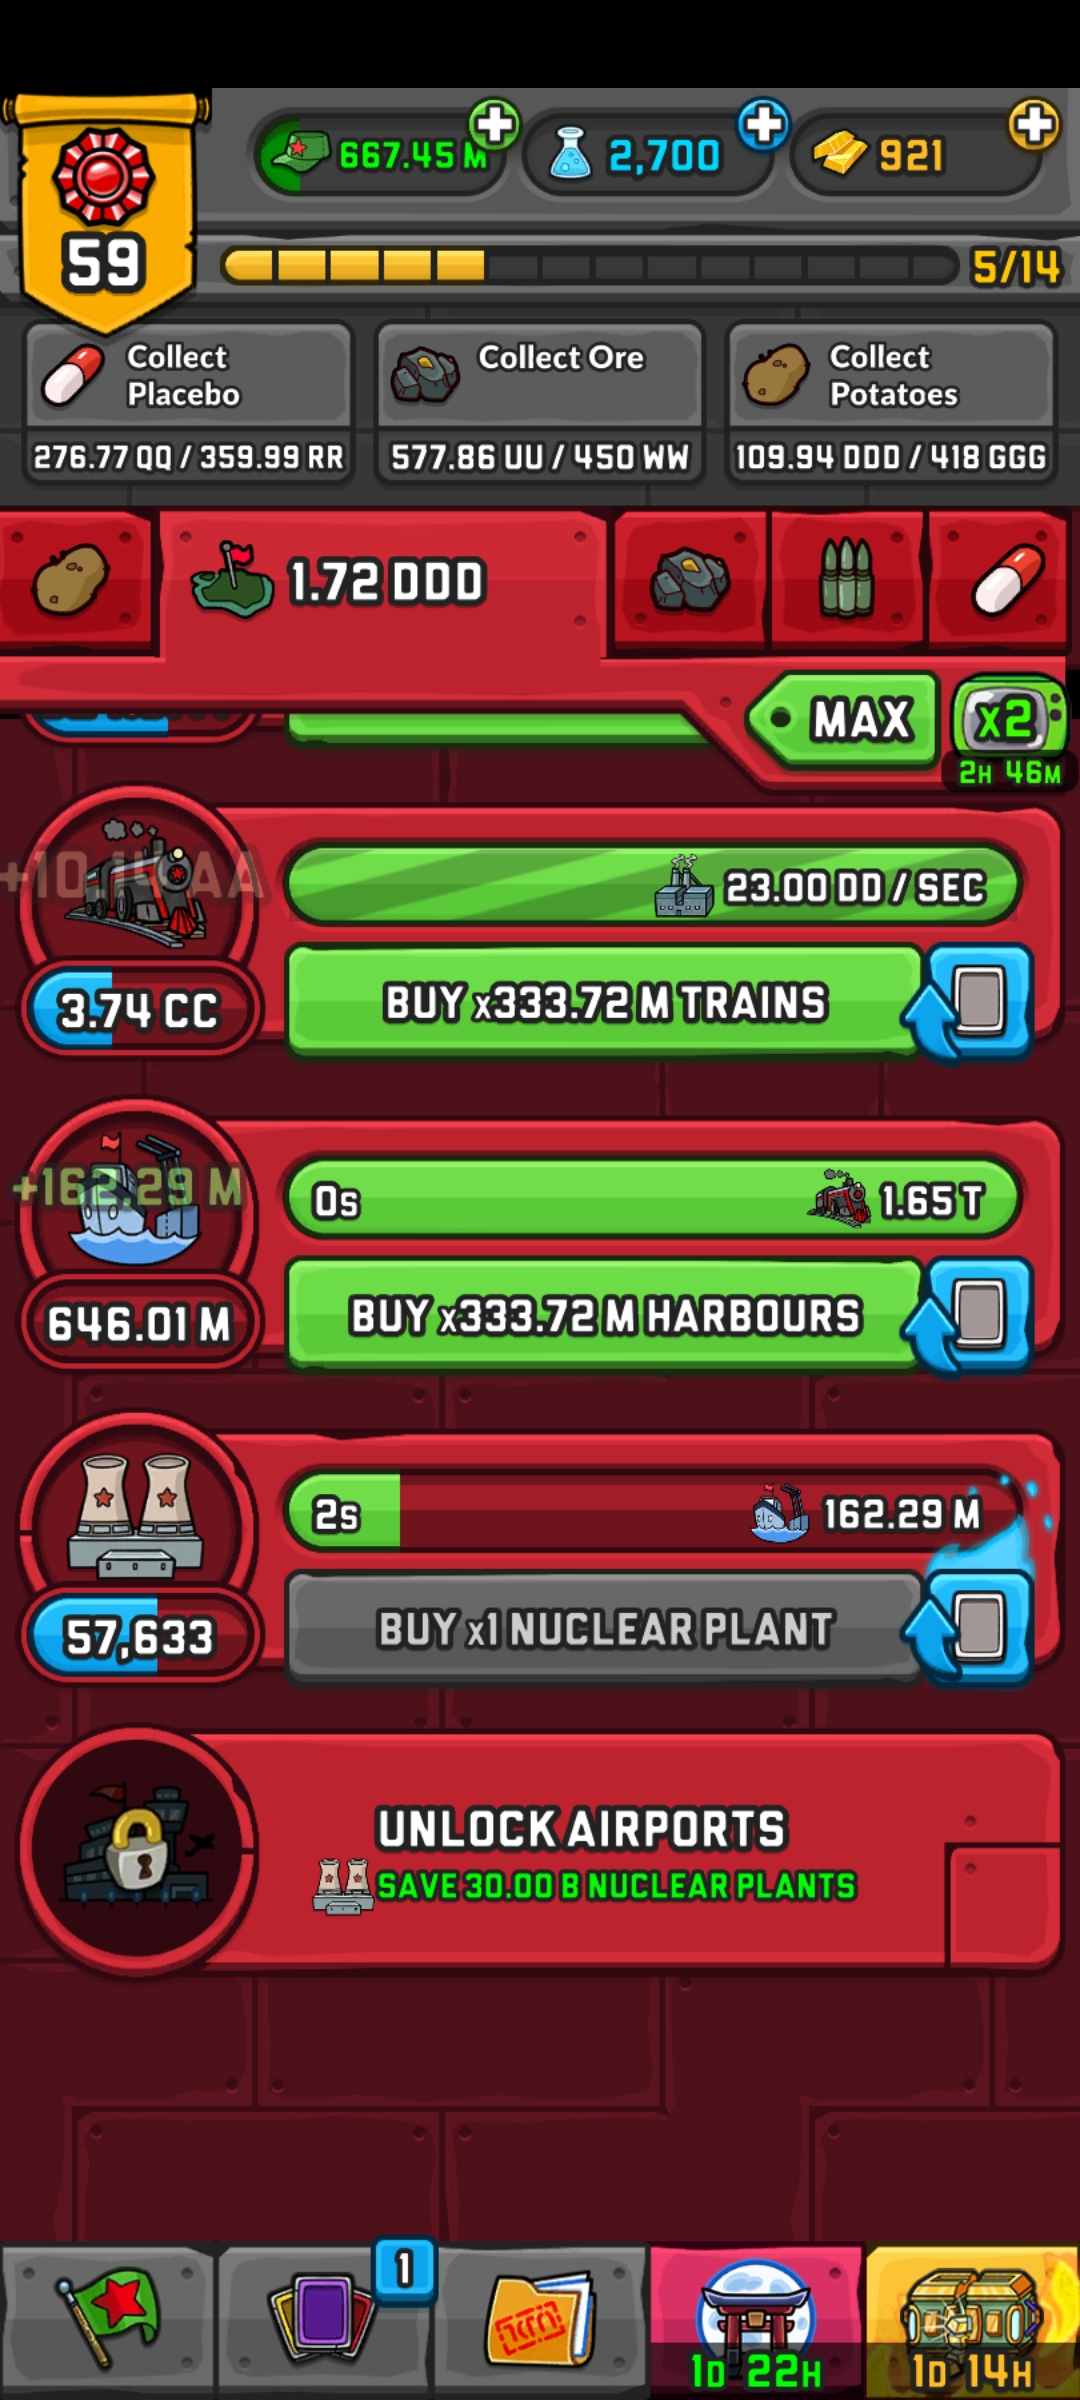 667.45 M
2,700
921
59
5/14
Collect
Placebo
276.77 QQ / 359.99 RR
Collect Ore
577.86 UU / 450 WW
Collect
Potatoes
109.94 DDD / 418 GGG
1.72 DDD
MAX
x2
2H 46M
23.00 DD / SEC
3.74 CC
BUY x333.72 M TRAINS
+162.29 M
0s
1.65 T
646.01 M
BUY x333.72 M HARBOURS
2s
162.29 M
57,633
BUY x1 NUCLEAR PLANT
UNLOCK AIRPORTS
SAVE 30.00 B NUCLEAR PLANTS
1
1D 22H
1D 14H